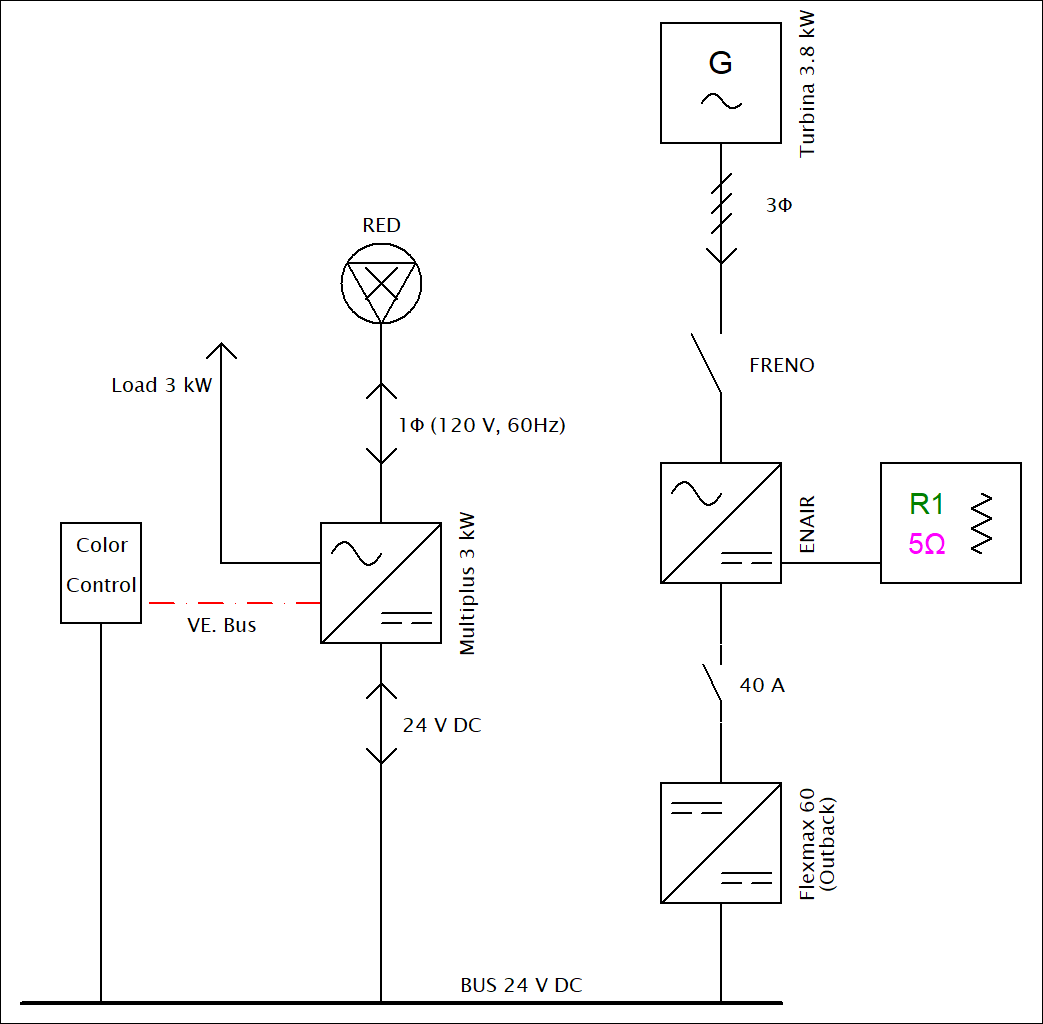 G
Turbina 3.8 kW
3Φ
RED
FRENO
Load 3 kW
1Φ (120 V, 60Hz)
ENAIR
R1
5Ω
Color
Control
Multiplus 3 kW
VE. Bus
40 A
24 V DC
Flexmax 60
(Outback)
BUS 24 V DC